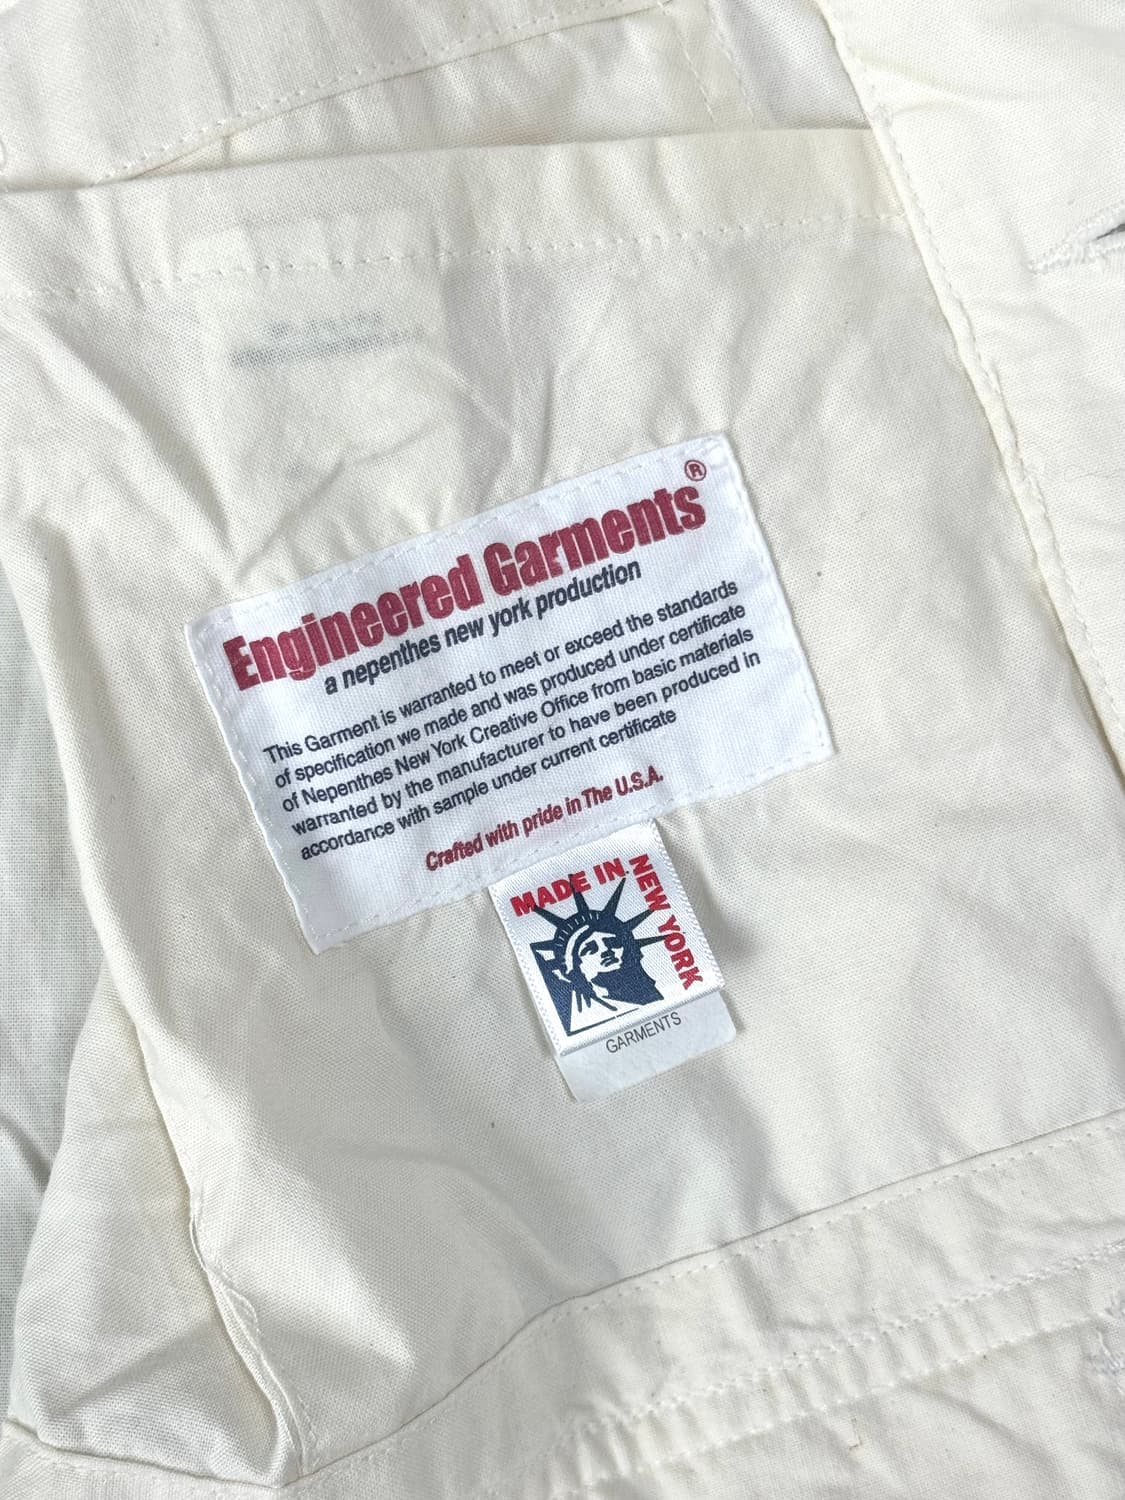 Engineered Garments®
a nepenthes new york production
This Garment is warranted to meet or exceed the standards
of specification we made and was produced under certificate
of Nepenthes New York Creative Office from basic materials
warranted by the manufacturer to have been produced in
accordance with sample under current certificate
Crafted with pride in The U.S.A.
MADE IN
NEW YORK
GARMENTS